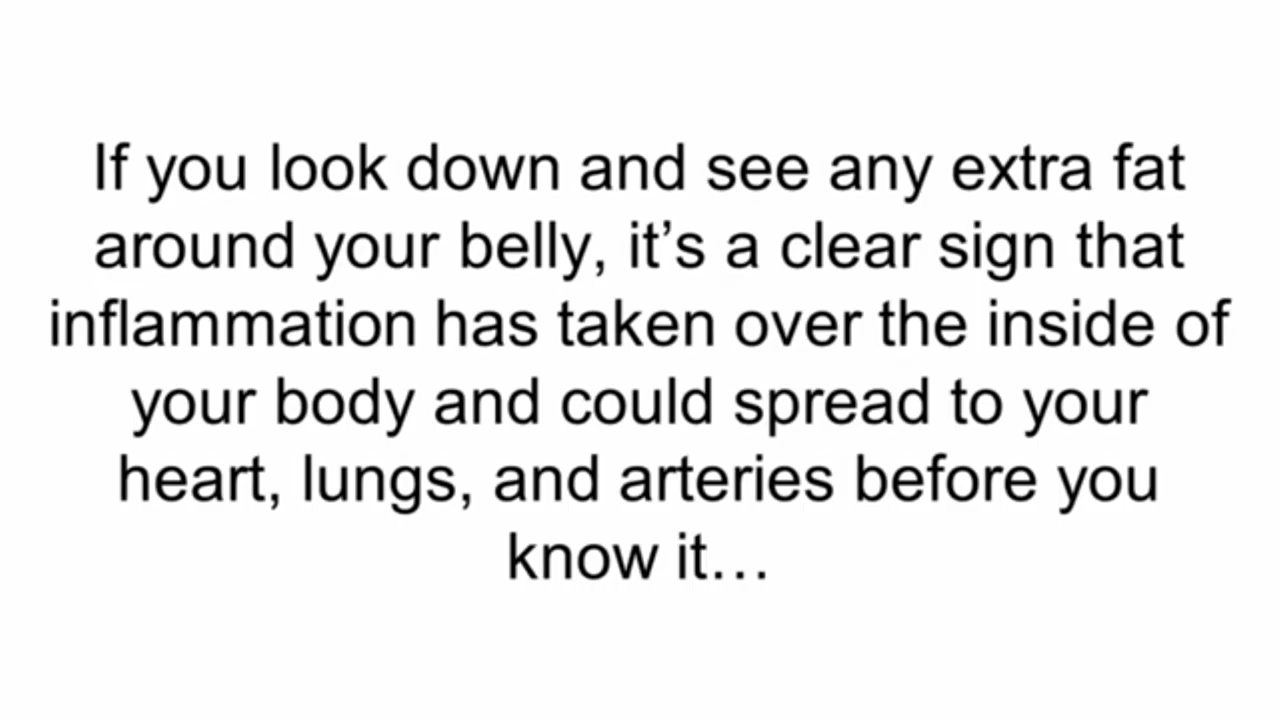 If you look down and see any extra fat
around your belly, it’s a clear sign that
inflammation has taken over the inside of
your body and could spread to your
heart, lungs, and arteries before you
know it…